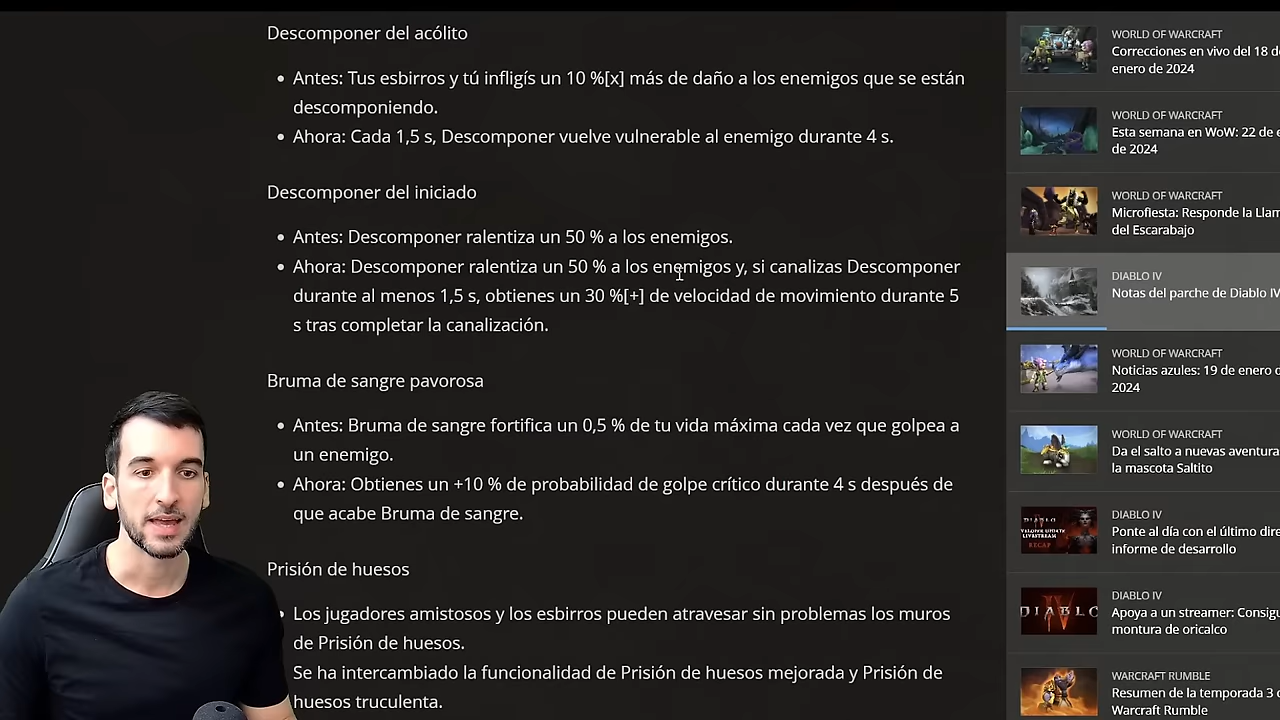 Descomponer del acólito
Antes: Tus esbirros y tú infligís un 10 %[x] más de daño a los enemigos que se están
descomponiendo.
Ahora: Cada 1,5 s, Descomponer vuelve vulnerable al enemigo durante 4 s.
Descomponer del iniciado
Antes: Descomponer ralentiza un 50 % a los enemigos.
Ahora: Descomponer ralentiza un 50 % a los enemigos y, si canalizas Descomponer
durante al menos 1,5 s, obtienes un 30 %[+] de velocidad de movimiento durante 5
s tras completar la canalización.
Bruma de sangre pavorosa
Antes: Bruma de sangre fortifica un 0,5 % de tu vida máxima cada vez que golpea a
un enemigo.
Ahora: Obtienes un +10 % de probabilidad de golpe crítico durante 4 s después de
que acabe Bruma de sangre.
Prisión de huesos
Los jugadores amistosos y los esbirros pueden atravesar sin problemas los muros
de Prisión de huesos.
Se ha intercambiado la funcionalidad de Prisión de huesos mejorada y Prisión de
huesos truculenta.
WORLD OF WARCRAFT
Correcciones en vivo del 18 de
enero de 2024
WORLD OF WARCRAFT
Esta semana en WoW: 22 de e
de 2024
WORLD OF WARCRAFT
Microfiesta: Responde la Llam
del Escarabajo
DIABLO IV
Notas del parche de Diablo IV
WORLD OF WARCRAFT
Noticias azules: 19 de enero d
2024
WORLD OF WARCRAFT
Da el salto a nuevas aventura
la mascota Saltito
DIABLO IV
Ponte al día con el último dire
informe de desarrollo
DIABLO IV
Apoya a un streamer: Consigu
montura de oricalco
WARCRAFT RUMBLE
Resumen de la temporada 3 d
Warcraft Rumble
DIABLO
LIVESTREAM
RECAP
DIABLO
IV